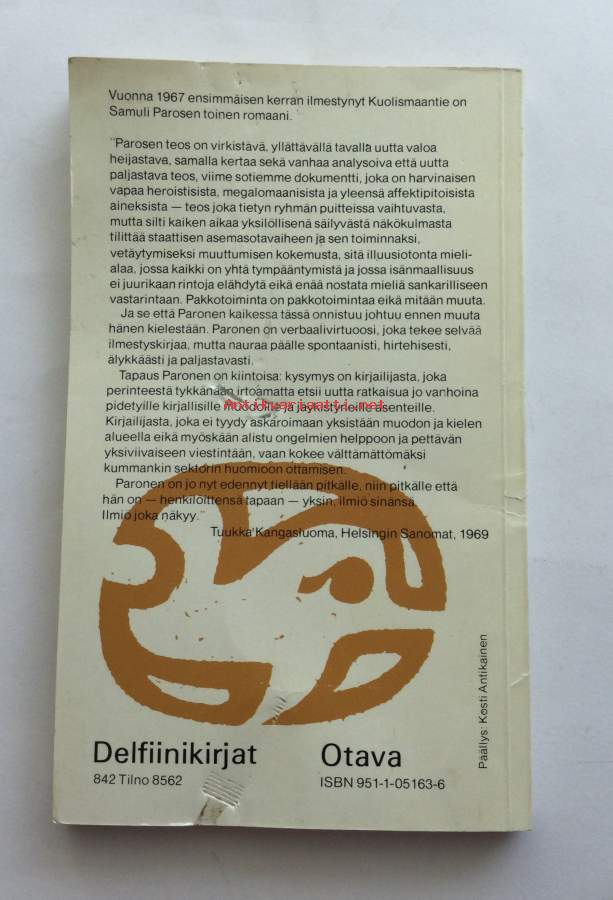 Vuonna 1967 ensimmäisen kerran ilmestynyt Kuolismaantie on
Samuli Parosen toinen romaani.
"Parosen teos on virkistävä, yllättävällä tavalla uutta valoa
heijastava, samalla kertaa sekä vanhaa analysoiva että uutta
paljastava teos, viime sotiemme dokumentti, joka on harvinaisen
vapaa heroistisista, megalomaanisista ja yleensä affektipitoisista
aineksista — teos joka tietyn ryhmän puitteissa vaihtuvasta,
mutta silti kaiken aikaa yksilöllisenä säilyvästä näkökulmasta
tilittää staattisen asemasotavaiheen ja sen toiminnaksi,
vetäytymiseksi muuttumisen kokemusta, sitä illuusiotonta mieli-
alaa, jossa kaikki on yhtä tympääntymistä ja jossa isänmaallisuus
ei juurikaan rintoja elähdytä eikä enää nostata mieliä sankarilliseen
vastarintaan. Pakkotoiminta on pakkotoimintaa eikä mitään muuta.
Ja se että Paronen kaikessa tässä onnistuu johtuu ennen muuta
hänen kielestään. Paronen on verbaalivirtuoosi, joka tekee selvää
ilmestyskirjaa, mutta nauraa päälle spontaanisti, hirtehisesti,
älykkäästi ja paljastavasti.
Tapaus Paronen on kiintoisa: kysymys on kirjailijasta, joka
perinteestä tykkänään irtoamatta etsii uutta ratkaisua jo vanhoina
pidetyille kirjallisille muodoille ja jäykistyneille asenteille.
Antikvariaatti.net
Kirjailijasta, joka ei tyydy askaroimaan yksistään muodon ja kielen
alueella eikä myöskään alistu ongelmien helppoon ja pettävän
yksiviivaiseen viestintään, vaan kokee välttämättömäksi
kummankin sektorin huomioon ottamisen.
Paronen on jo nyt edennyt tiellään pitkälle, niin pitkälle että
hän on — henkilöittensä tapaan — yksin, ilmiö sinänsä.
Ilmiö joka näkyy."
Tuukka Kangasluoma, Helsingin Sanomat, 1969
Päällys: Kosti Antikainen
Delfiinikirjat
842 Tilno 8562
Otava
ISBN 951-1-05163-6